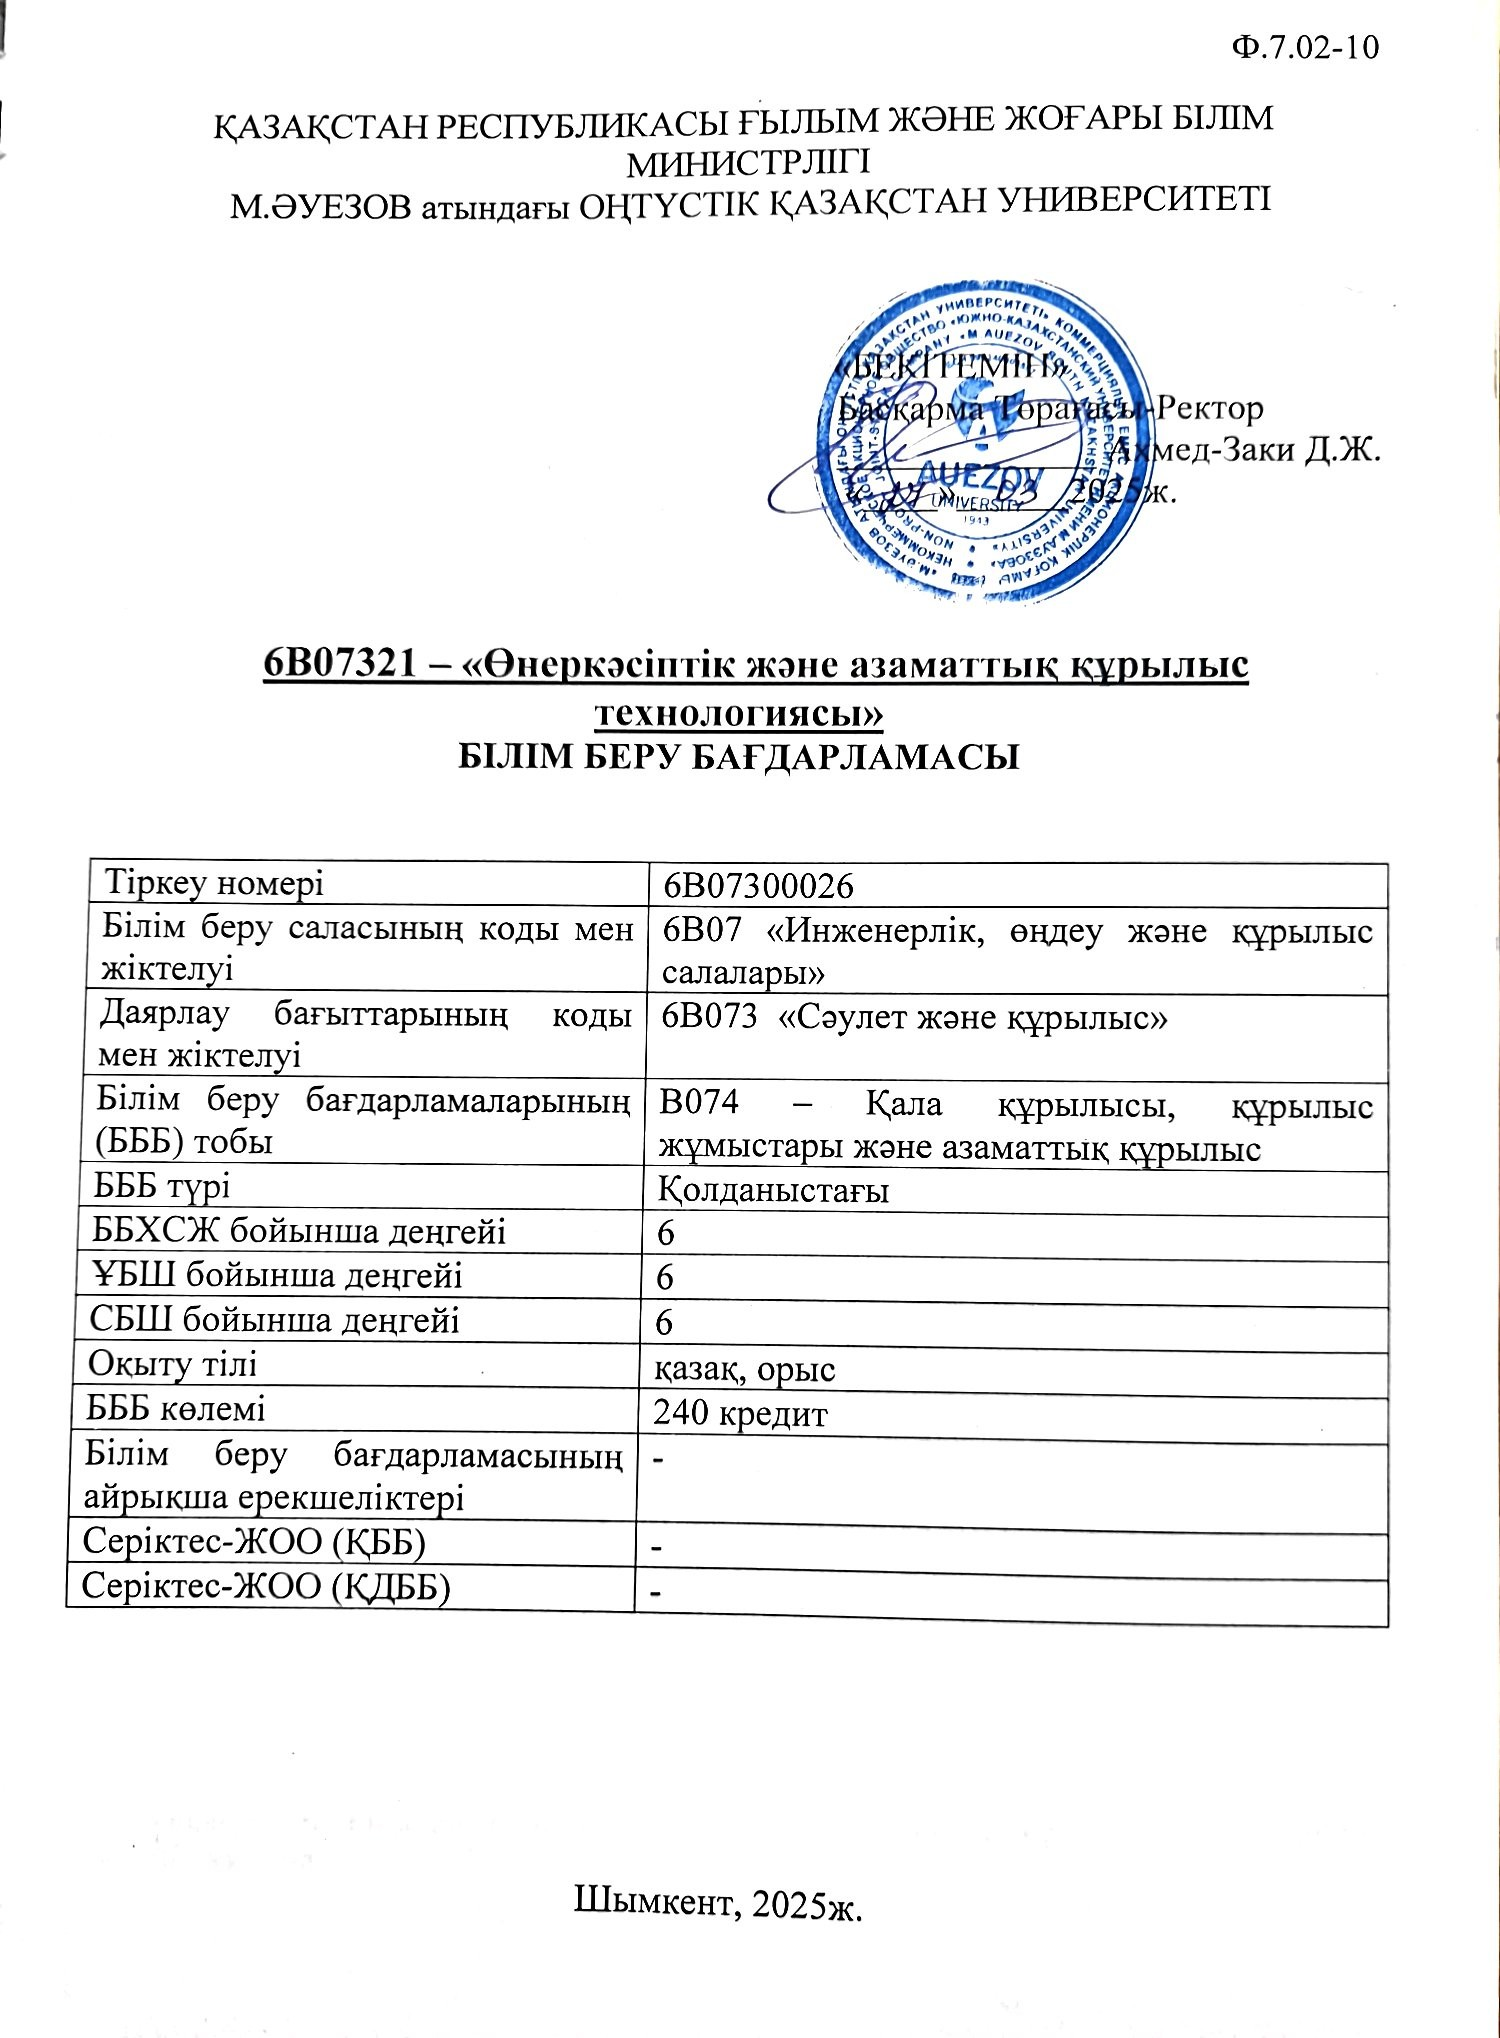 Ф.7.02-10
ҚАЗАҚСТАН РЕСПУБЛИКАСЫ ҒЫЛЫМ ЖӘНЕ ЖОҒАРЫ БІЛІМ
МИНИСТРЛІГІ
М.ӘУЕЗОВ атындағы ОҢТҮСТІК ҚАЗАҚСТАН УНИВЕРСИТЕТІ
«БЕКІТЕМІН»
Басқарма Төрағасы-Ректор
Ахмед-Заки Д.Ж.
03 2025ж.
AUEZOV
UNIVERSITY
1943
6В07321 – «Өнеркәсіптік және азаматтық құрылыс
технологиясы»
БІЛІМ БЕРУ БАҒДАРЛАМАСЫ
Тіркеу номері 6В07300026
Білім беру саласының коды мен 6В07 «Инженерлік, өңдеу және құрылыс
жіктелуі салалары»
Даярлау бағыттарының коды 6В073 «Сәулет және құрылыс»
мен жіктелуі
Білім беру бағдарламаларының В074 – Қала құрылысы, құрылыс
(БББ) тобы жұмыстары және азаматтық құрылыс
БББ түрі Қолданыстағы
ББХСЖ бойынша деңгейі 6
ҰБШ бойынша деңгейі 6
СБШ бойынша деңгейі 6
Оқыту тілі қазақ, орыс
БББ көлемі 240 кредит
Білім беру бағдарламасының -
айрықша ерекшеліктері
Серіктес-ЖОО (ҚББ) -
Серіктес-ЖОО (ҚДББ) -
Шымкент, 2025ж.